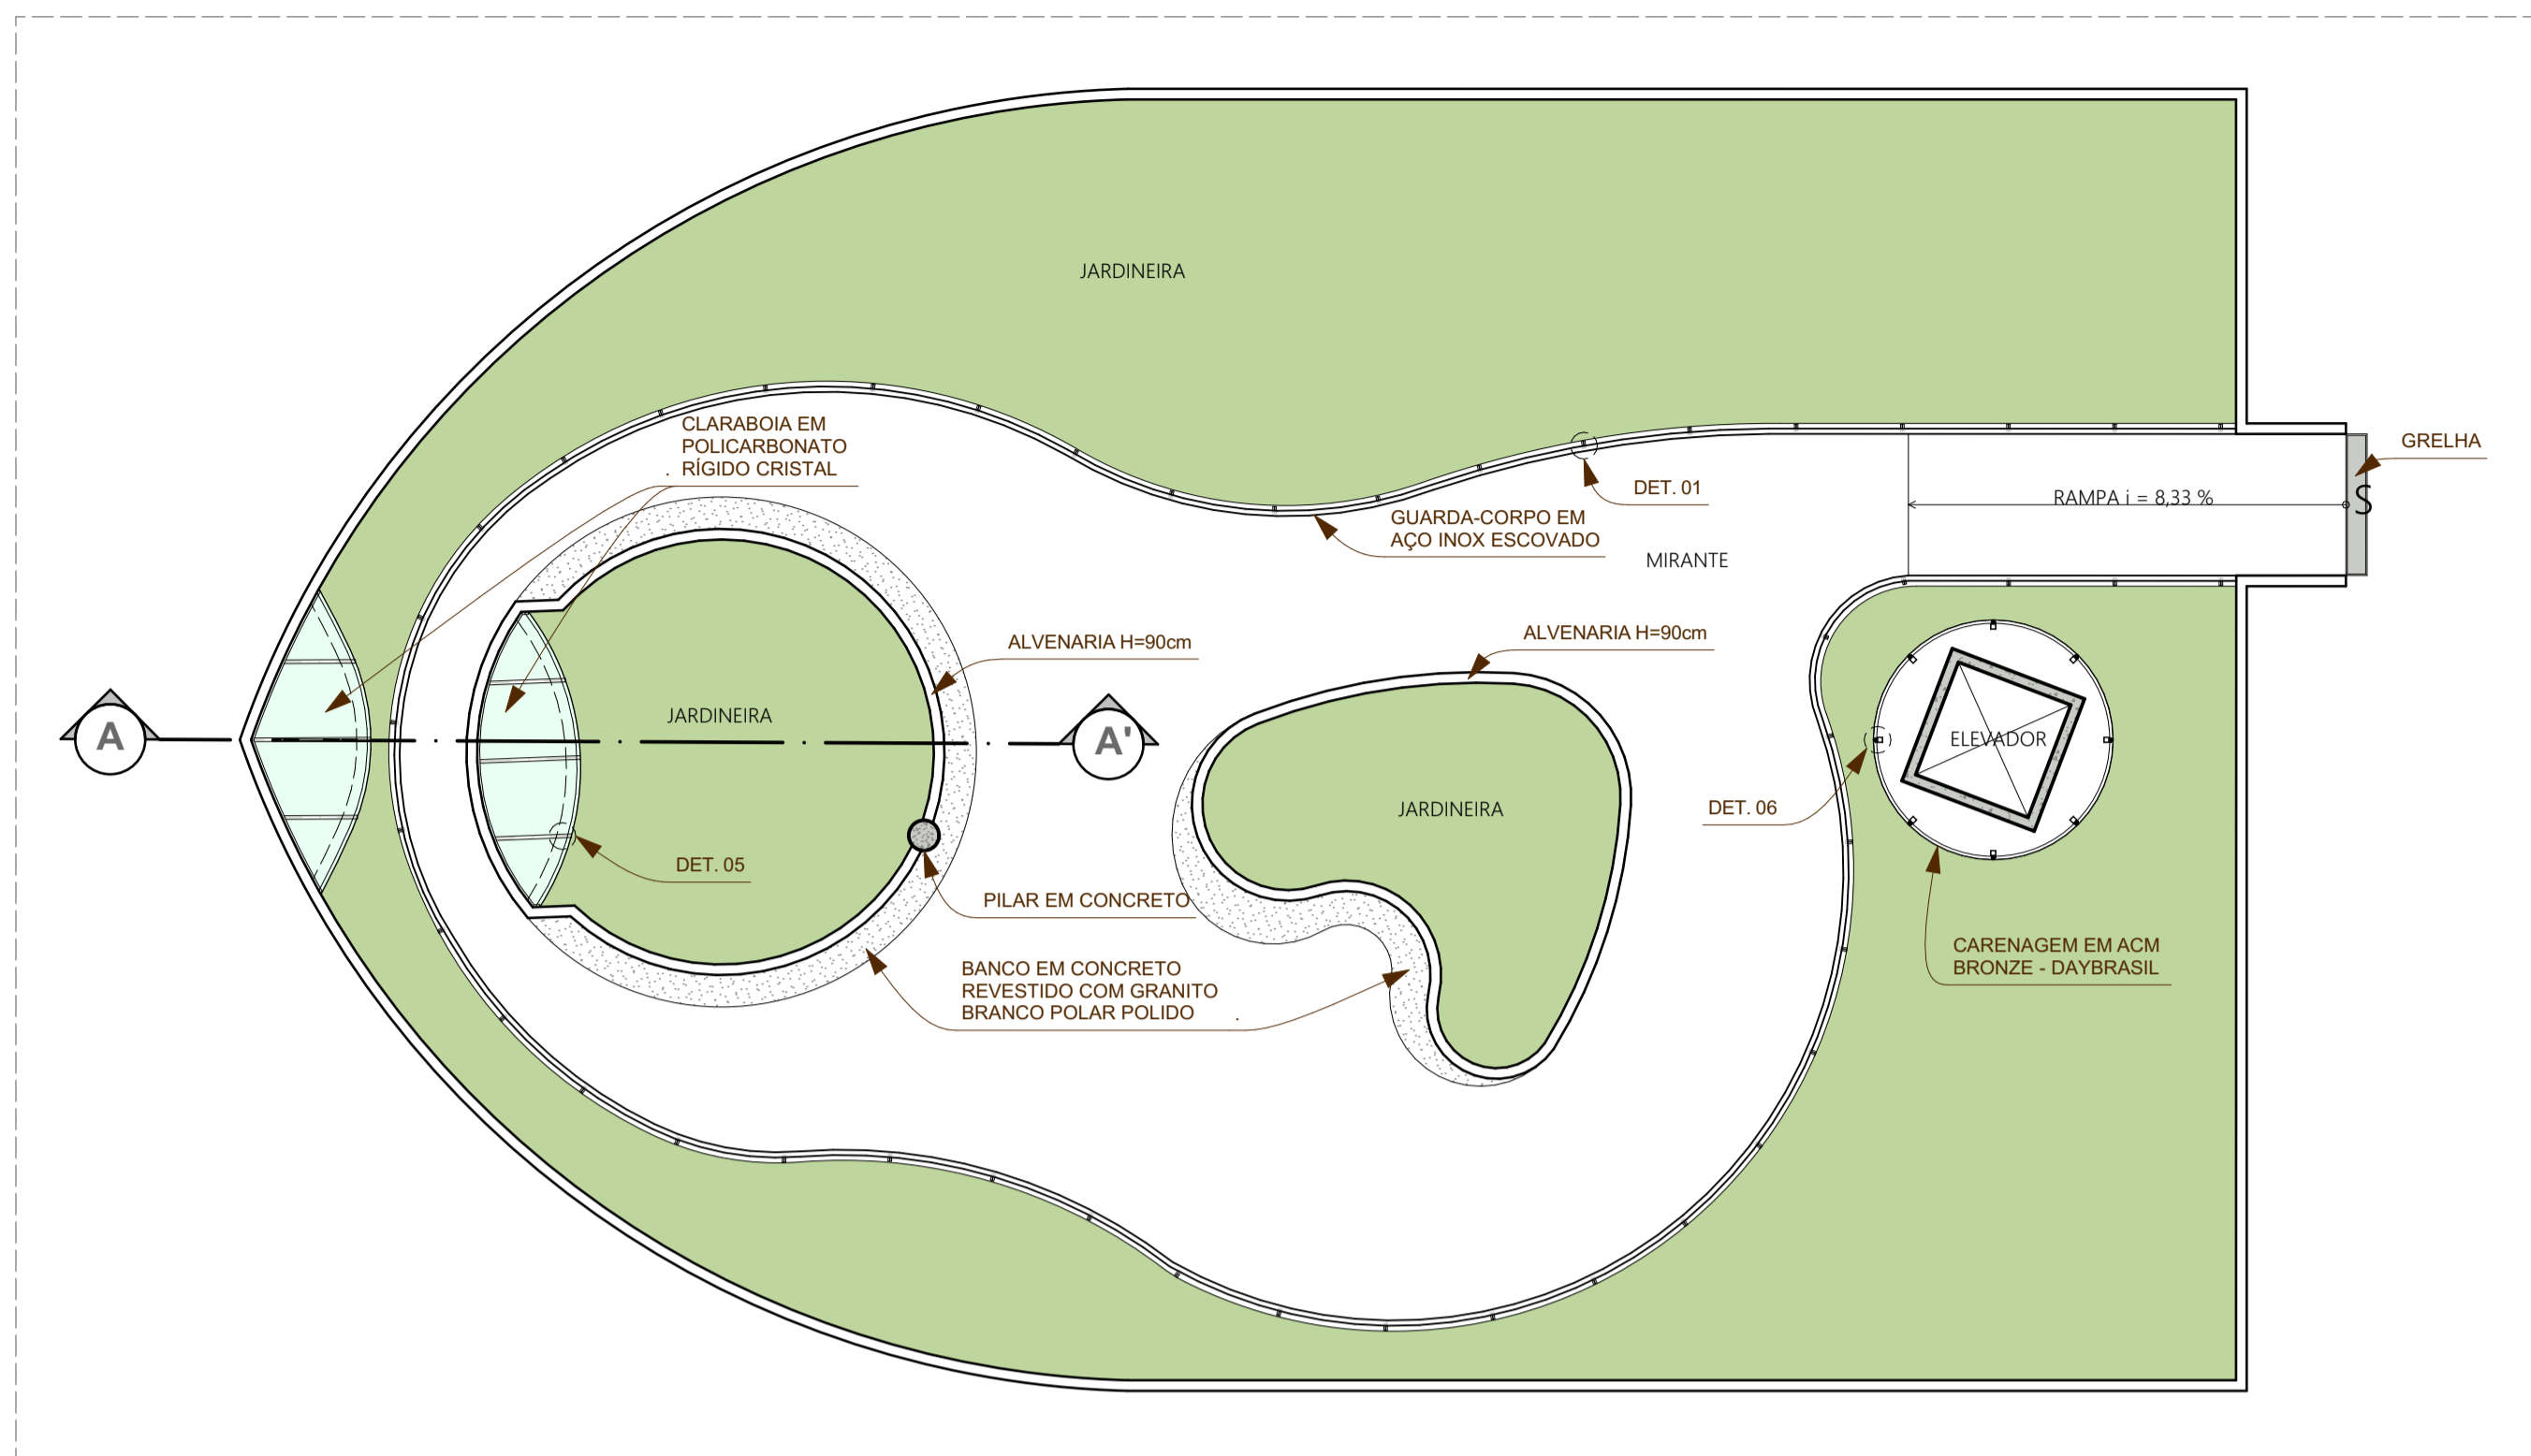 JARDINEIRA
CLARABOIA EM
POLICARBONATO
RÍGIDO CRISTAL
GRELHA
DET. 01
RAMPA i = 8,33 %
S
GUARDA-CORPO EM
AÇO INOX ESCOVADO
MIRANTE
ALVENARIA H=90cm
ALVENARIA H=90cm
JARDINEIRA
A
A'
ELEVADOR
JARDINEIRA
DET. 06
DET. 05
PILAR EM CONCRETO
CARENAGEM EM ACM
BRONZE - DAYBRASIL
BANCO EM CONCRETO
REVESTIDO COM GRANITO
BRANCO POLAR POLIDO